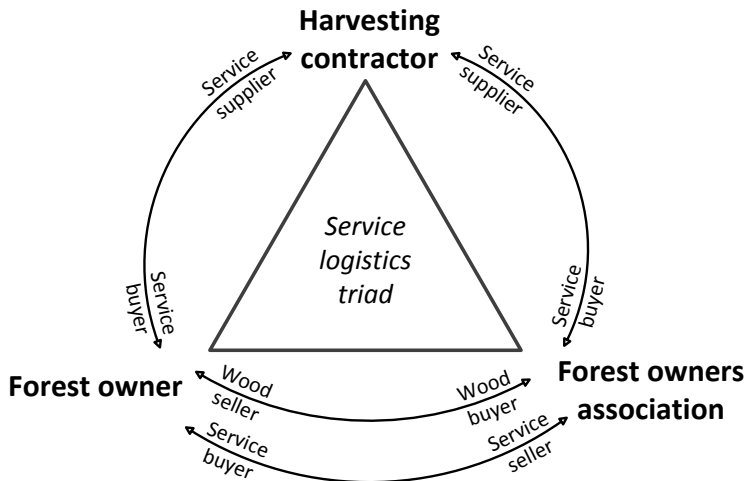 Harvesting
contractor
Service
supplier
Service
supplier
Service
logistics
triad
Service
buyer
Service
buyer
Forest owner
Forest owners
association
Wood
seller
Wood
buyer
Service
buyer
Service
seller